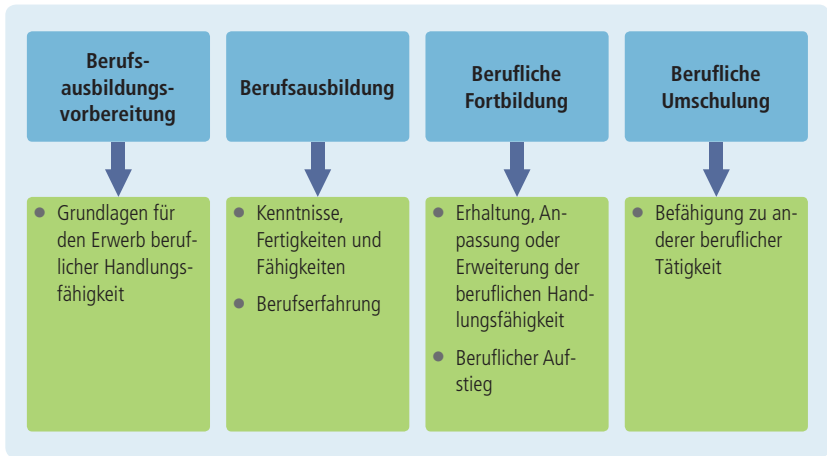 Berufs-
ausbildungs-
vorbereitung
Berufsausbildung
Berufliche
Fortbildung
Berufliche
Umschulung
Grundlagen für
den Erwerb beruf-
licher Handlungs-
fähigkeit
Kenntnisse,
Fertigkeiten und
Fähigkeiten
Berufserfahrung
Erhaltung, An-
passung oder
Erweiterung der
beruflichen Hand-
lungsfähigkeit
Beruflicher Auf-
stieg
Befähigung zu an-
derer beruflicher
Tätigkeit